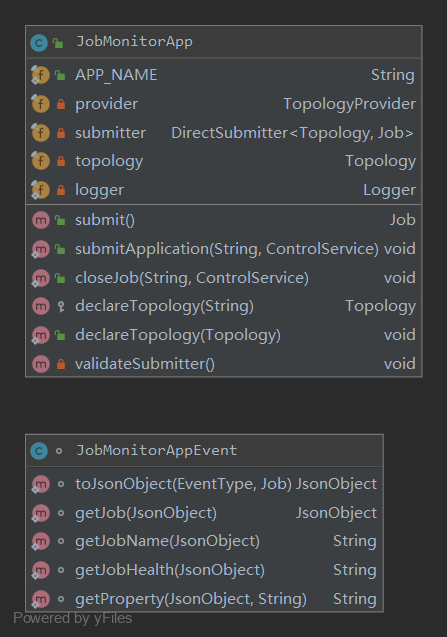 JobMonitorApp
APP_NAME String
provider TopologyProvider
submitter DirectSubmitter<Topology, Job>
topology Topology
logger Logger
submit() Job
submitApplication(String, ControlService) void
closeJob(String, ControlService) void
declareTopology(String) Topology
declareTopology(Topology) void
validateSubmitter() void
JobMonitorAppEvent
toJsonObject(EventType, Job) JsonObject
getJob(JsonObject) JsonObject
getJobName(JsonObject) String
getJobHealth(JsonObject) String
getProperty(JsonObject, String) String
Powered by yFiles